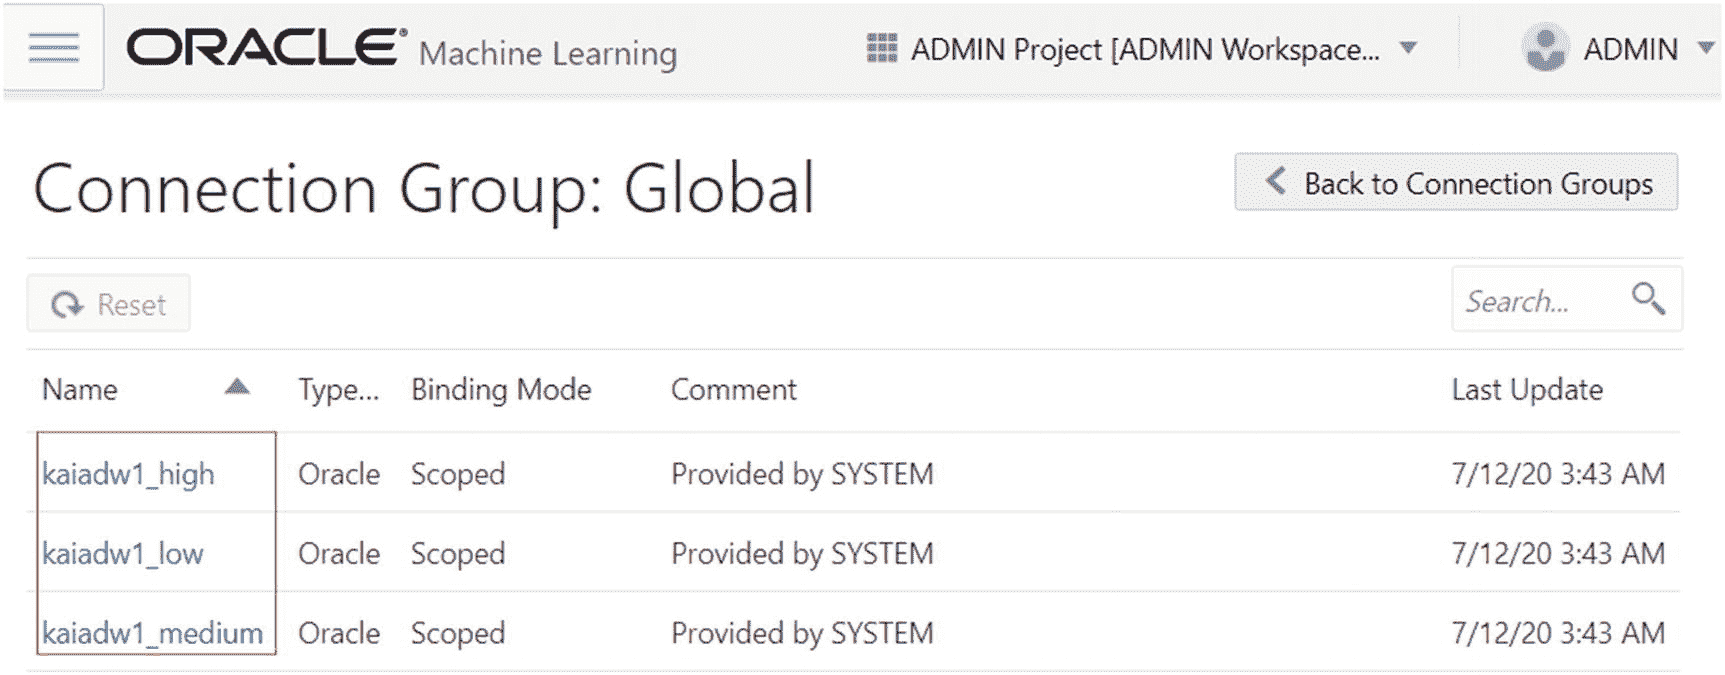 ORACLE® Machine Learning ADMIN Project [ADMIN Workspace... ADMIN
Connection Group: Global
Back to Connection Groups
Reset
Search...
Name Type... Binding Mode Comment Last Update
kaiadw1_high Oracle Scoped Provided by SYSTEM 7/12/20 3:43 AM
kaiadw1_low Oracle Scoped Provided by SYSTEM 7/12/20 3:43 AM
kaiadw1_medium Oracle Scoped Provided by SYSTEM 7/12/20 3:43 AM